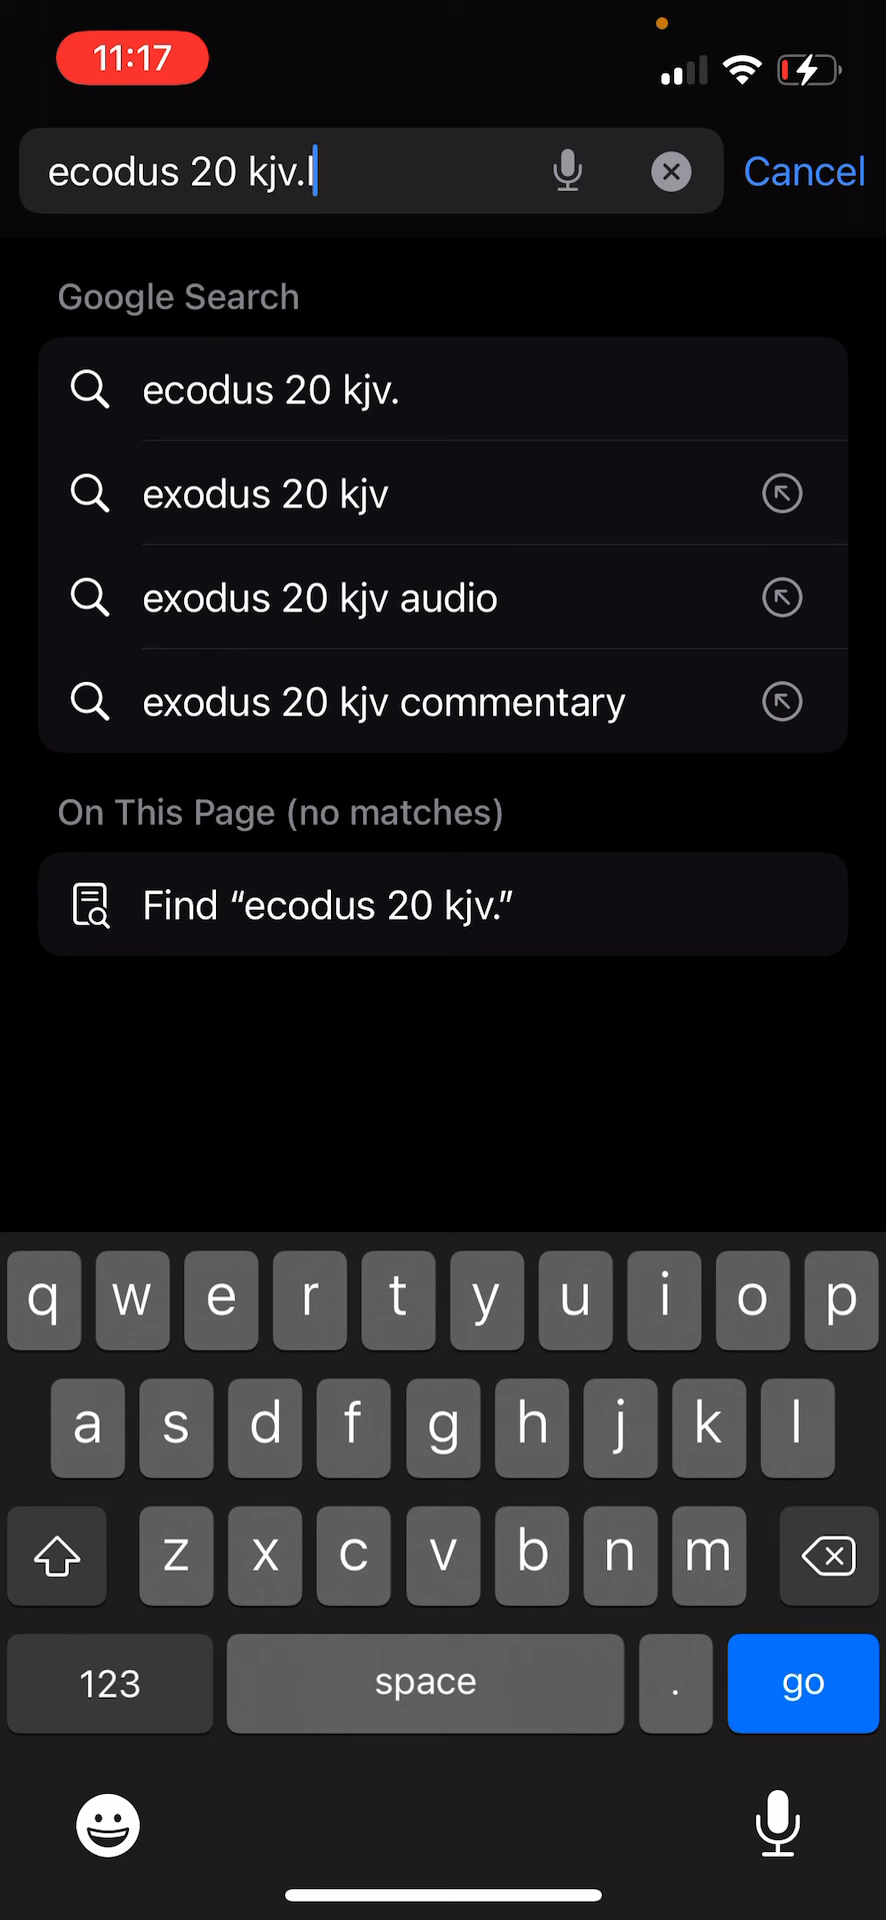 11:17
ecodus 20 kjv.l
Cancel
Google Search
ecodus 20 kjv.
exodus 20 kjv
exodus 20 kjv audio
exodus 20 kjv commentary
On This Page (no matches)
Find “ecodus 20 kjv.”
q w e r t y u i o p
a s d f g h j k l
z x c v b n m
123 space . go